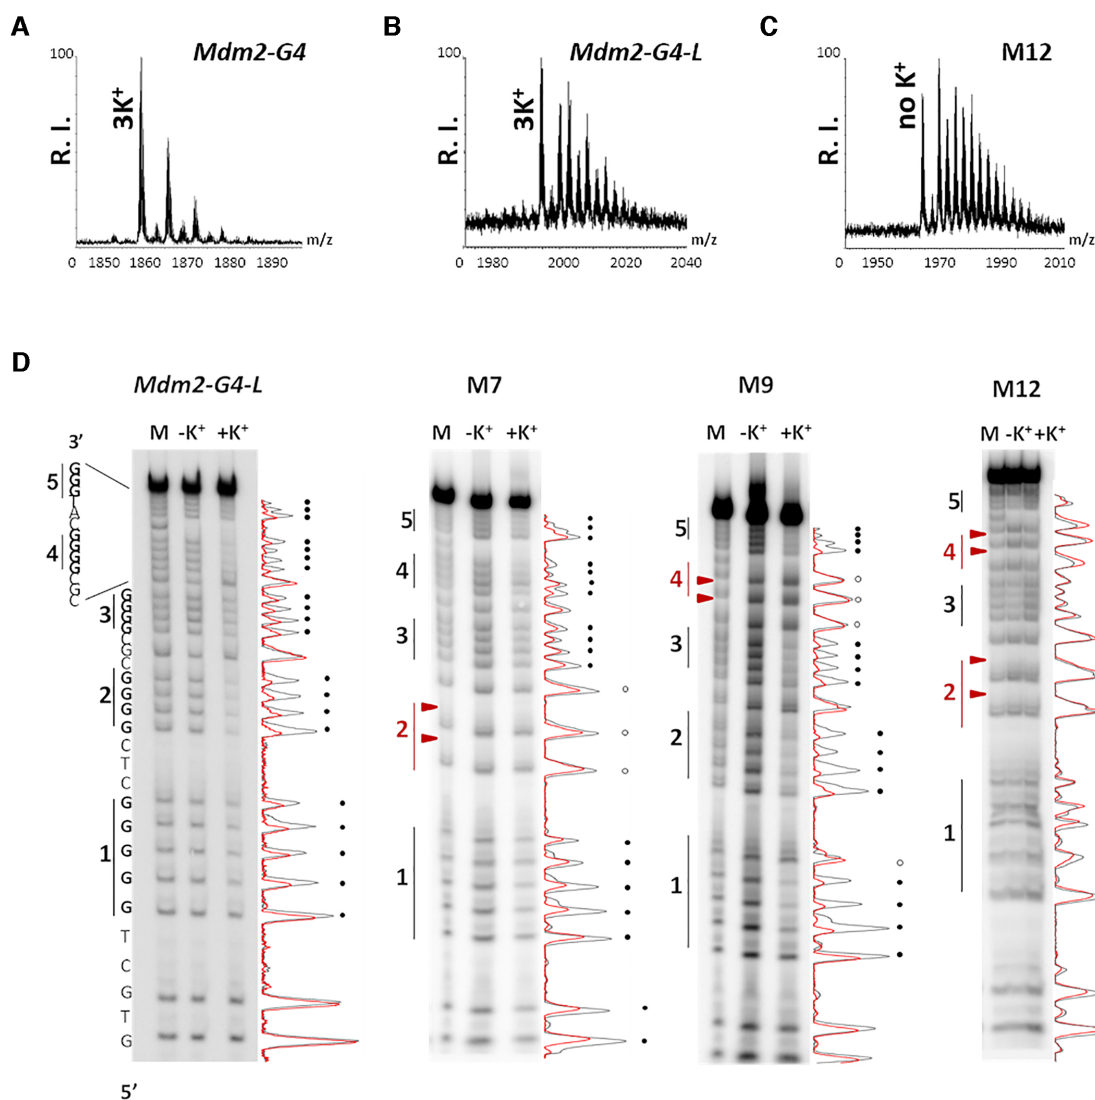 A
B
C
Mdm2-G4
Mdm2-G4-L
M12
100
100
100
3K+
3K+
no K+
R. I.
R. I.
R. I.
m/z
m/z
m/z
0 1850 1860 1870 1880 1890
0 1980 2000 2020 2040
0 1950 1970 1990 2010
D
Mdm2-G4-L
M7
M9
M12
M -K+ +K+
M -K+ +K+
M -K+ +K+
M -K+ +K+
3'
5
4
3
2
1
G
G
G
T
A
C
G
G
G
G
C
G
C
G
G
G
G
C
G
C
G
G
G
G
C
T
C
G
G
G
G
G
T
C
G
T
G
5'
5
4
3
2
1
5
4
3
2
1
5
4
3
2
1